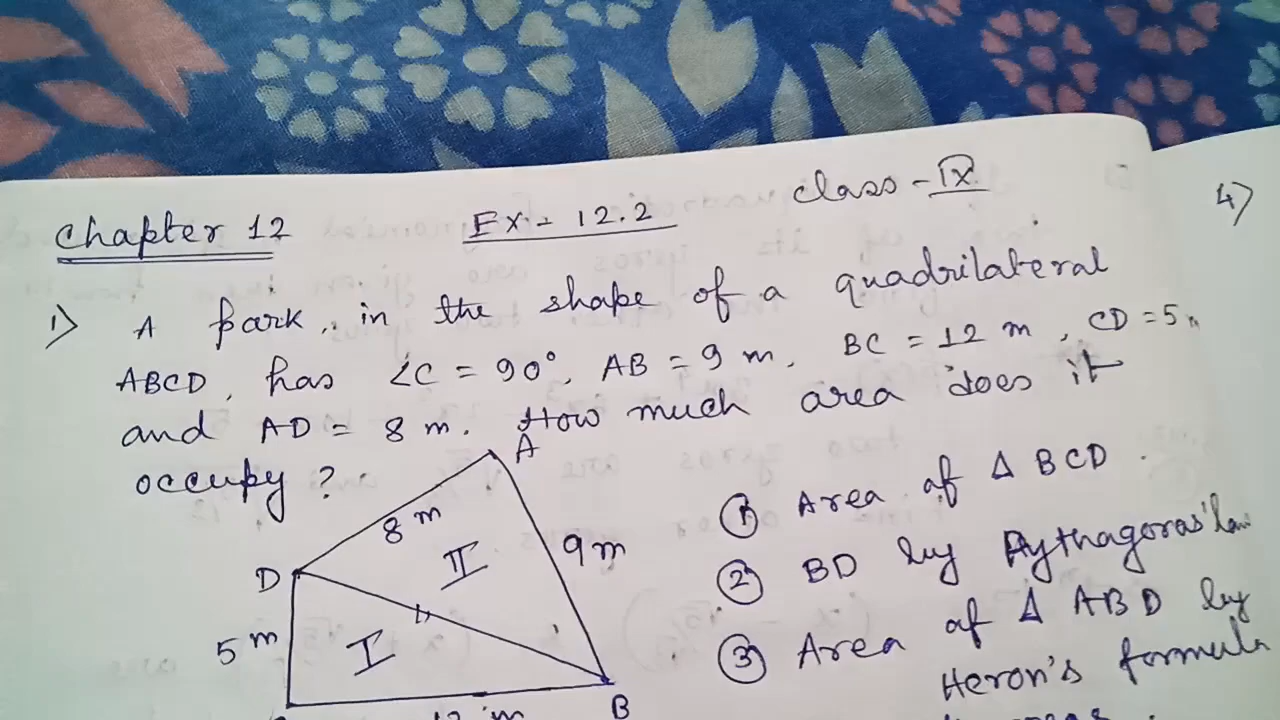 Chapter 12 Ex - 12.2 class - IX
4)
1) A park, in the shape of a quadrilateral
ABCD, has ∠C = 90°, AB = 9 m, BC = 12 m, CD = 5 m
and AD = 8 m. How much area does it
occupy?
A
8 m
9 m
II
D
5 m
I
12 m
B
① Area of Δ BCD.
② BD by Pythagoras' law
③ Area of Δ ABD by
Heron's formula